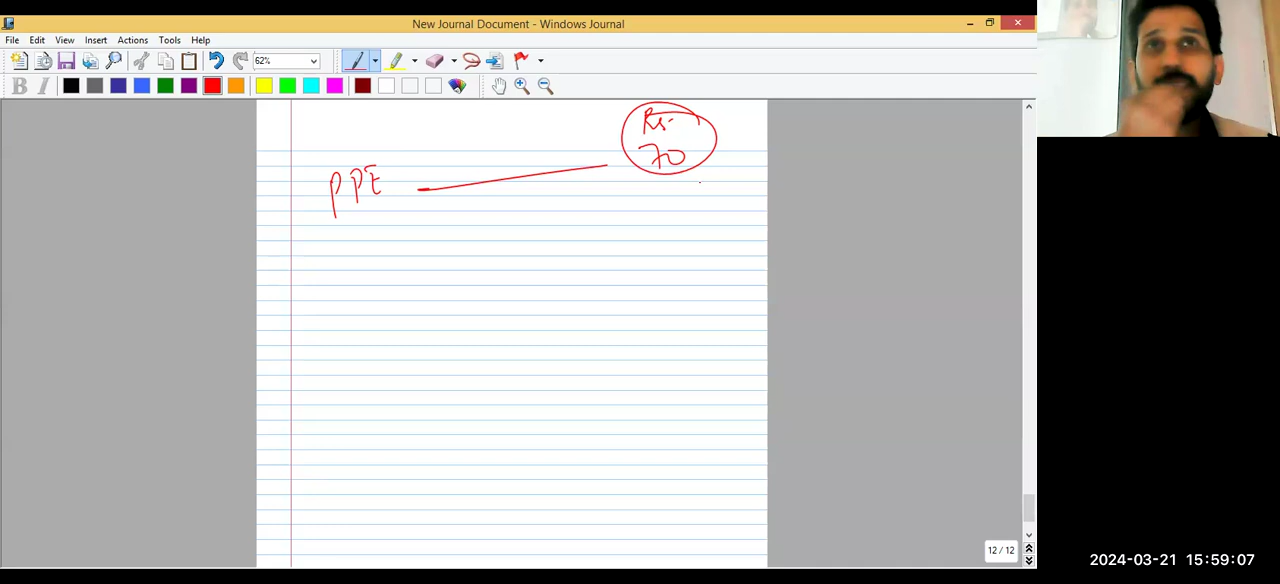 New Journal Document - Windows Journal
File Edit View Insert Actions Tools Help
62%
B I
Rs.
70
PPE
12 / 12
2024-03-21 15:59:07